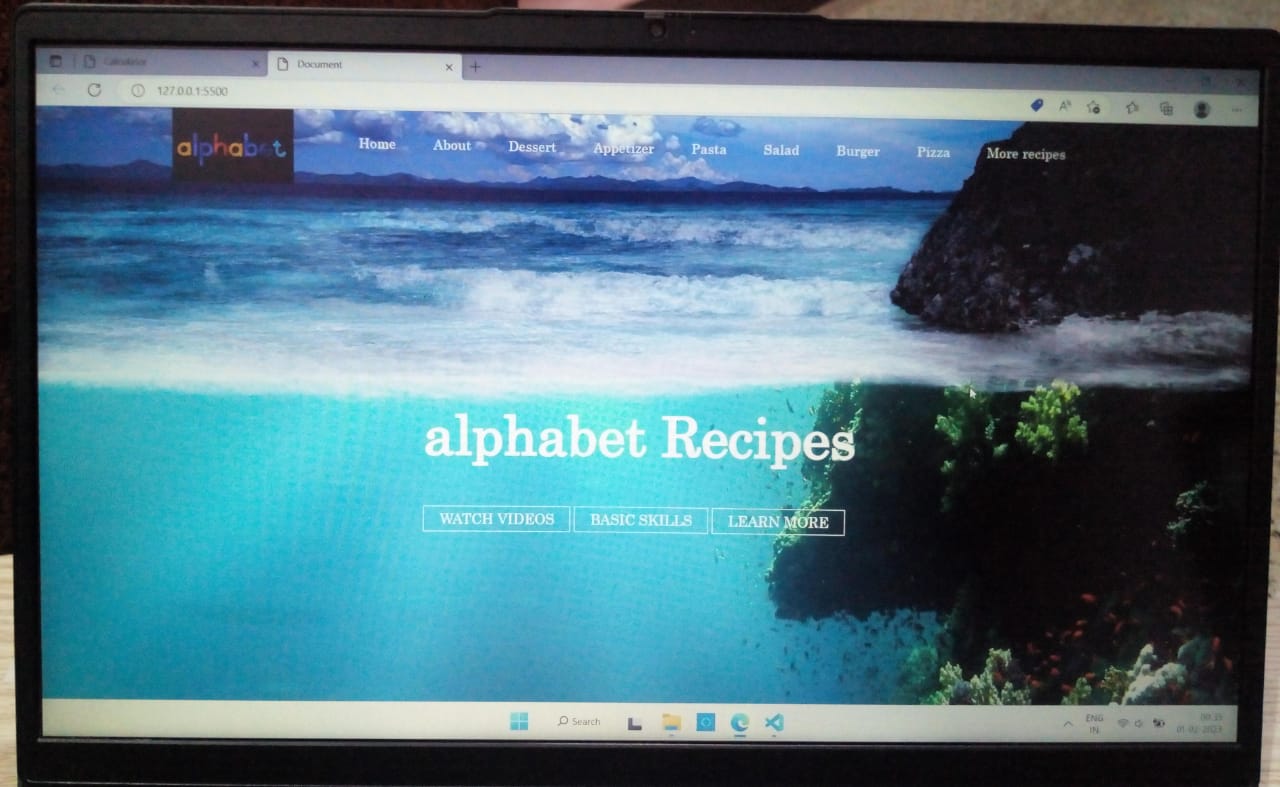 Calculator
Document
127.0.0.1:5500
alphabet
Home About Dessert Appetizer Pasta Salad Burger Pizza More recipes
alphabet Recipes
WATCH VIDEOS BASIC SKILLS LEARN MORE
Search
ENG
IN
00:35
01-02-2023